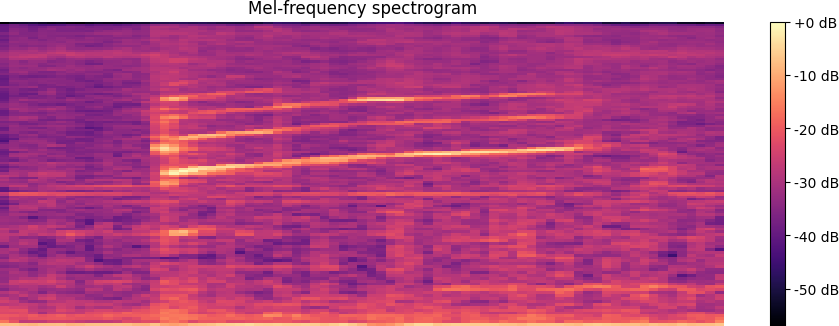 Mel-frequency spectrogram
+0 dB
-10 dB
-20 dB
-30 dB
-40 dB
-50 dB